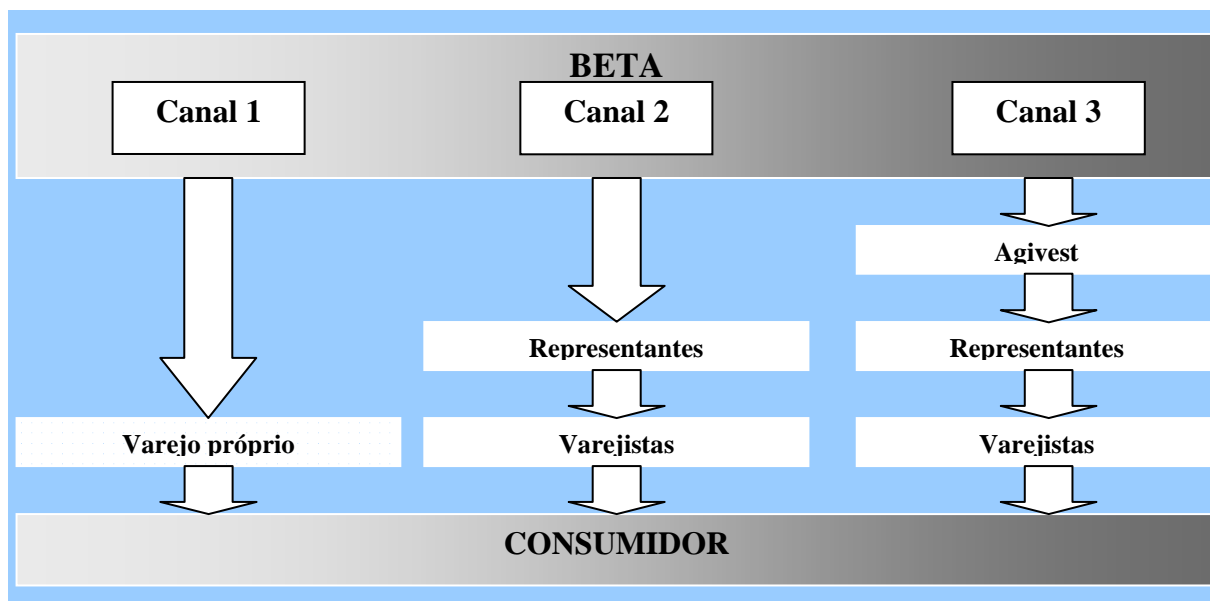 BETA
Canal 1
Canal 2
Canal 3
Agivest
Representantes
Representantes
Varejo próprio
Varejistas
Varejistas
CONSUMIDOR